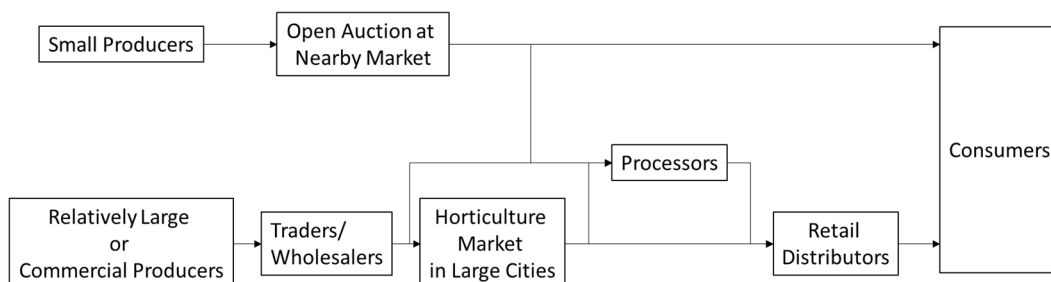 Small Producers
Open Auction at
Nearby Market
Consumers
Processors
Relatively Large
or
Commercial Producers
Traders/
Wholesalers
Horticulture
Market
in Large Cities
Retail
Distributors